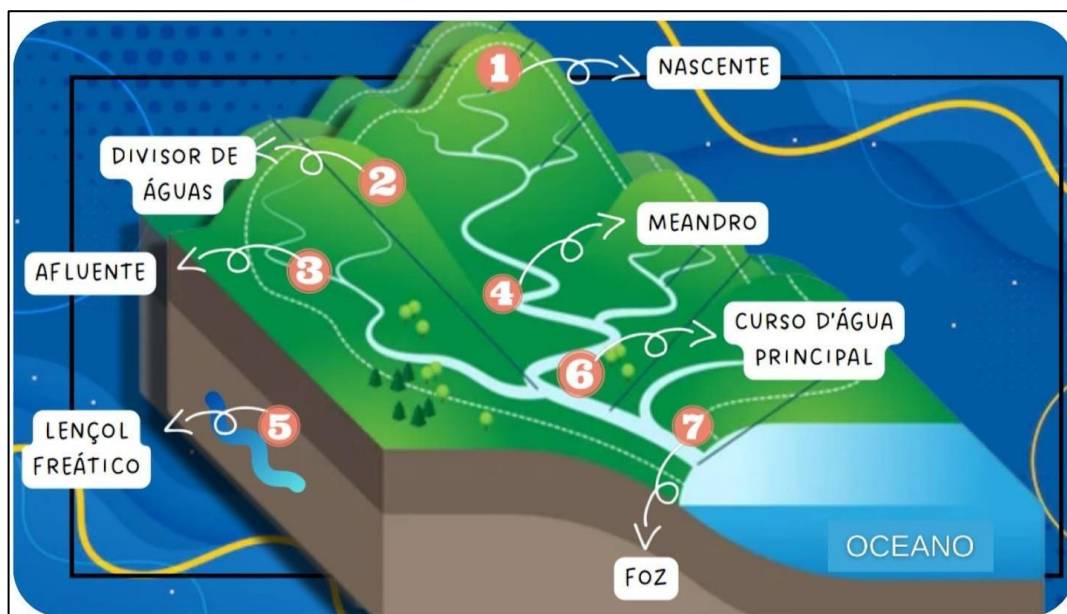 1
NASCENTE
DIVISOR DE
ÁGUAS
2
MEANDRO
AFLUENTE
3
4
CURSO D'ÁGUA
PRINCIPAL
6
LENÇOL
FREÁTICO
5
7
FOZ
OCEANO